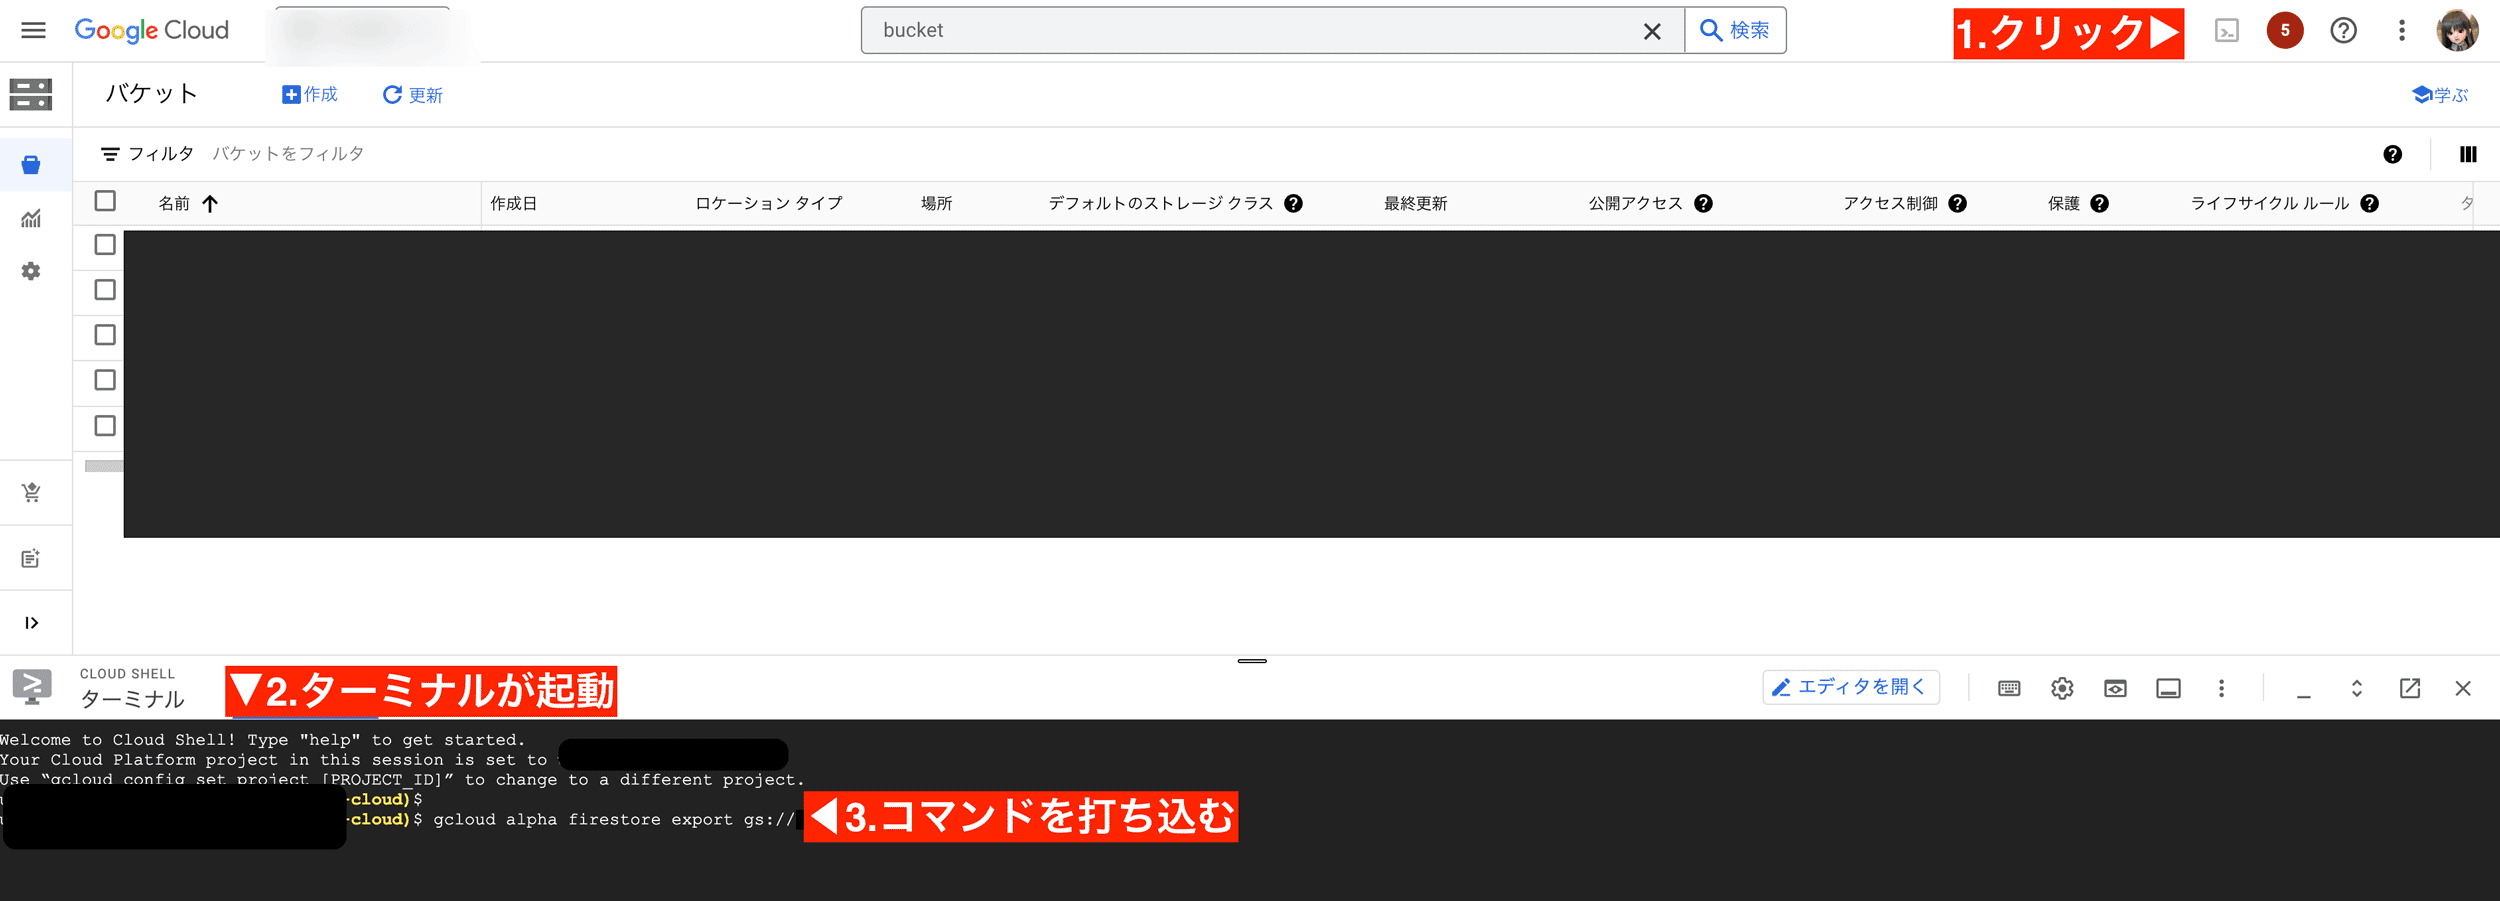 Google Cloud
bucket
検索
1.クリック▶
5
バケット
作成
更新
学ぶ
フィルタ バケットをフィルタ
名前 作成日 ロケーション タイプ 場所 デフォルトのストレージ クラス 最終更新 公開アクセス アクセス制御 保護 ライフサイクル ルール タ
CLOUD SHELL
ターミナル
▼2.ターミナルが起動
エディタを開く
Welcome to Cloud Shell! Type "help" to get started.
Your Cloud Platform project in this session is set to
Use “gcloud config set project [PROJECT_ID]” to change to a different project.
-cloud)$
-cloud)$ gcloud alpha firestore export gs://
◀3.コマンドを打ち込む